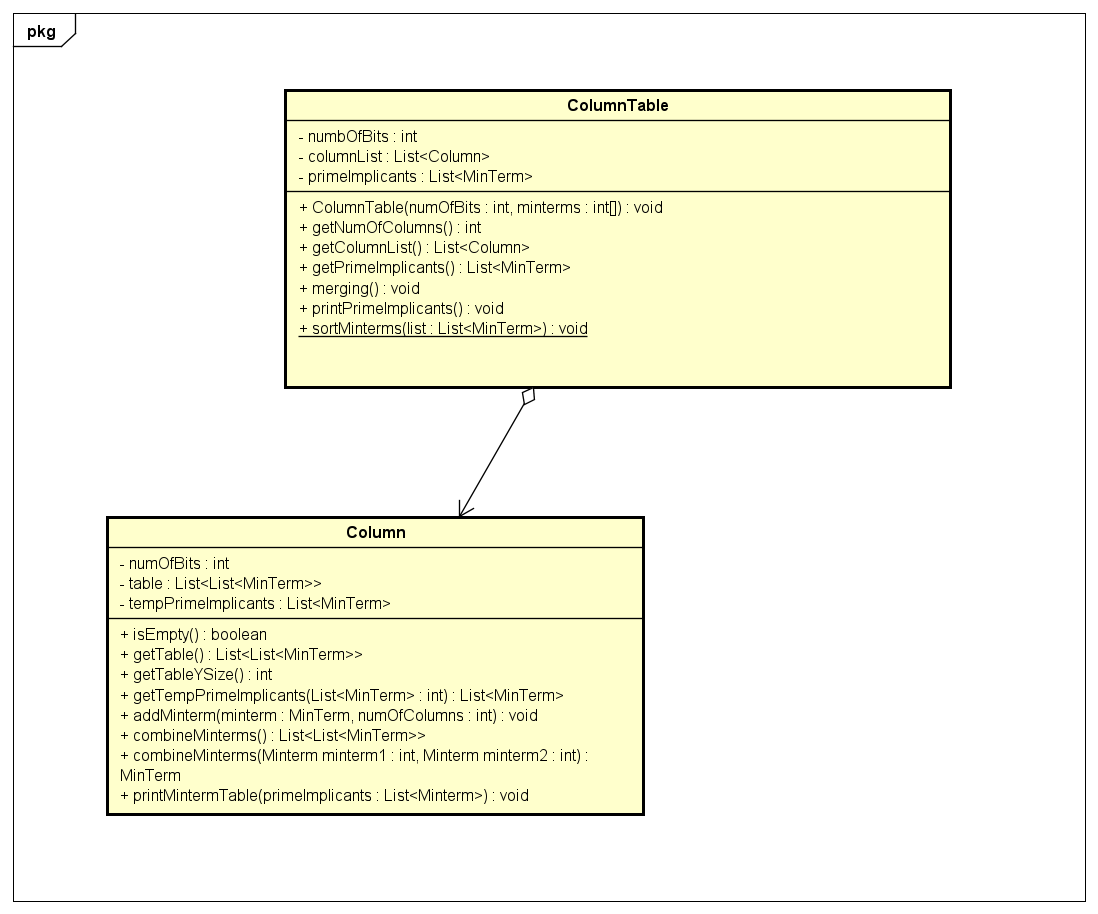 pkg
ColumnTable
- numbOfBits : int
- columnList : List<Column>
- primeImplicants : List<MinTerm>
+ ColumnTable(numOfBits : int, minterms : int[]) : void
+ getNumOfColumns() : int
+ getColumnList() : List<Column>
+ getPrimeImplicants() : List<MinTerm>
+ merging() : void
+ printPrimeImplicants() : void
+ sortMinterms(list : List<MinTerm>) : void
Column
- numOfBits : int
- table : List<List<MinTerm>>
- tempPrimeImplicants : List<MinTerm>
+ isEmpty() : boolean
+ getTable() : List<List<MinTerm>>
+ getTableYSize() : int
+ getTempPrimeImplicants(List<MinTerm> : int) : List<MinTerm>
+ addMinterm(minterm : MinTerm, numOfColumns : int) : void
+ combineMinterms() : List<List<MinTerm>>
+ combineMinterms(Minterm minterm1 : int, Minterm minterm2 : int) :
MinTerm
+ printMintermTable(primeImplicants : List<Minterm>) : void